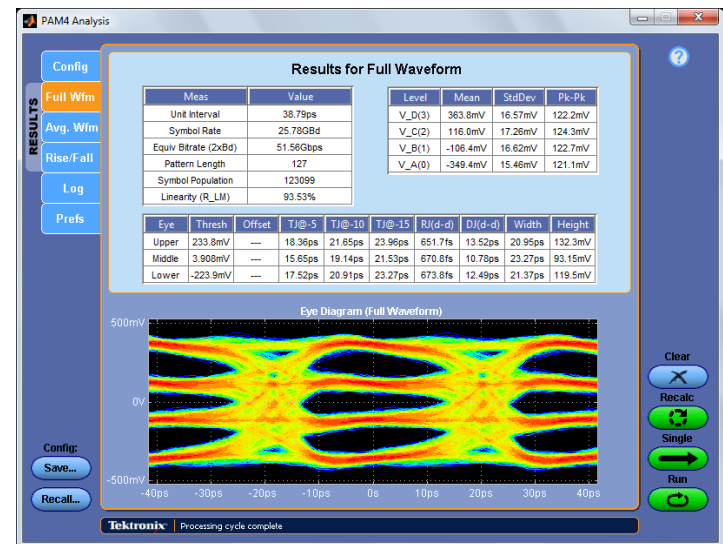 PAM4 Analysis
Config
Full Wfm
Avg. Wfm
Rise/Fall
Log
Prefs
RESULTS
Results for Full Waveform
Meas Value
Unit Interval 38.79ps
Symbol Rate 25.78GBd
Equiv Bitrate (2xBd) 51.56Gbps
Pattern Length 127
Symbol Population 123099
Linearity (R_LM) 93.53%
Level Mean StdDev Pk-Pk
V_D(3) 363.8mV 16.57mV 122.2mV
V_C(2) 116.0mV 17.26mV 124.3mV
V_B(1) -106.4mV 16.62mV 122.7mV
V_A(0) -349.4mV 15.46mV 121.1mV
Eye Thresh Offset TJ@-5 TJ@-10 TJ@-15 RJ(d-d) DJ(d-d) Width Height
Upper 233.8mV --- 18.36ps 21.65ps 23.96ps 651.7fs 13.52ps 20.95ps 132.3mV
Middle 3.908mV --- 15.65ps 19.14ps 21.53ps 670.8fs 10.78ps 23.27ps 93.15mV
Lower -223.9mV --- 17.52ps 20.91ps 23.27ps 673.8fs 12.49ps 21.37ps 119.5mV
Eye Diagram (Full Waveform)
500mV
0V
-500mV
-40ps -30ps -20ps -10ps 0s 10ps 20ps 30ps 40ps
Config:
Save...
Recall...
?
Clear
Recalc
Single
Run
Tektronix Processing cycle complete